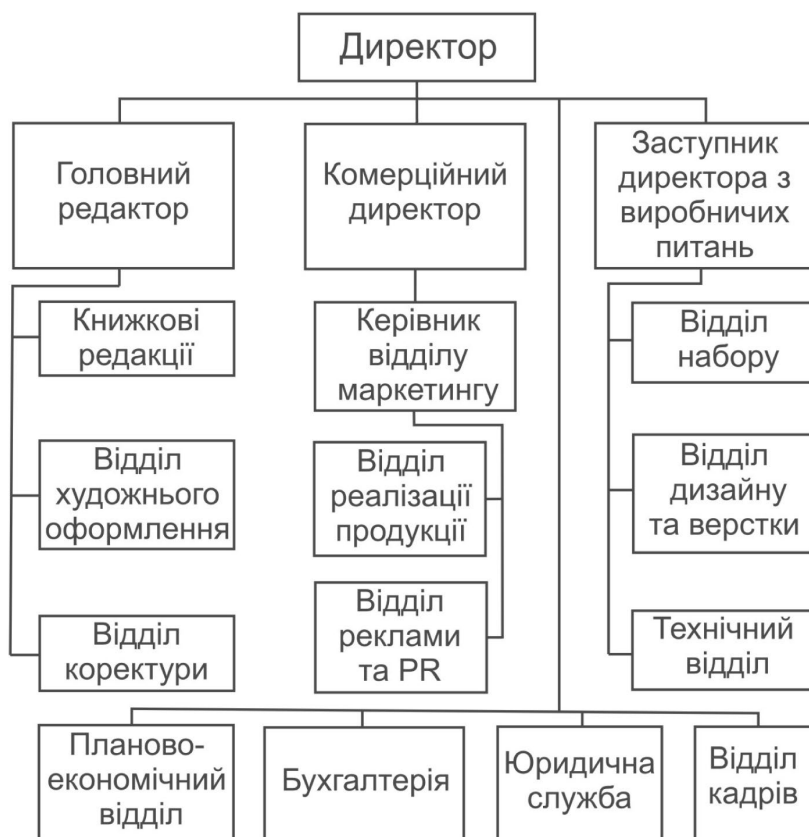 Директор
Головний
редактор
Комерційний
директор
Заступник
директора з
виробничих
питань
Книжкові
редакції
Керівник
відділу
маркетингу
Відділ
набору
Відділ
художнього
оформлення
Відділ
реалізації
продукції
Відділ
дизайну
та верстки
Відділ
коректури
Відділ
реклами
та PR
Технічний
відділ
Планово-
економічний
відділ
Бухгалтерія
Юридична
служба
Відділ
кадрів